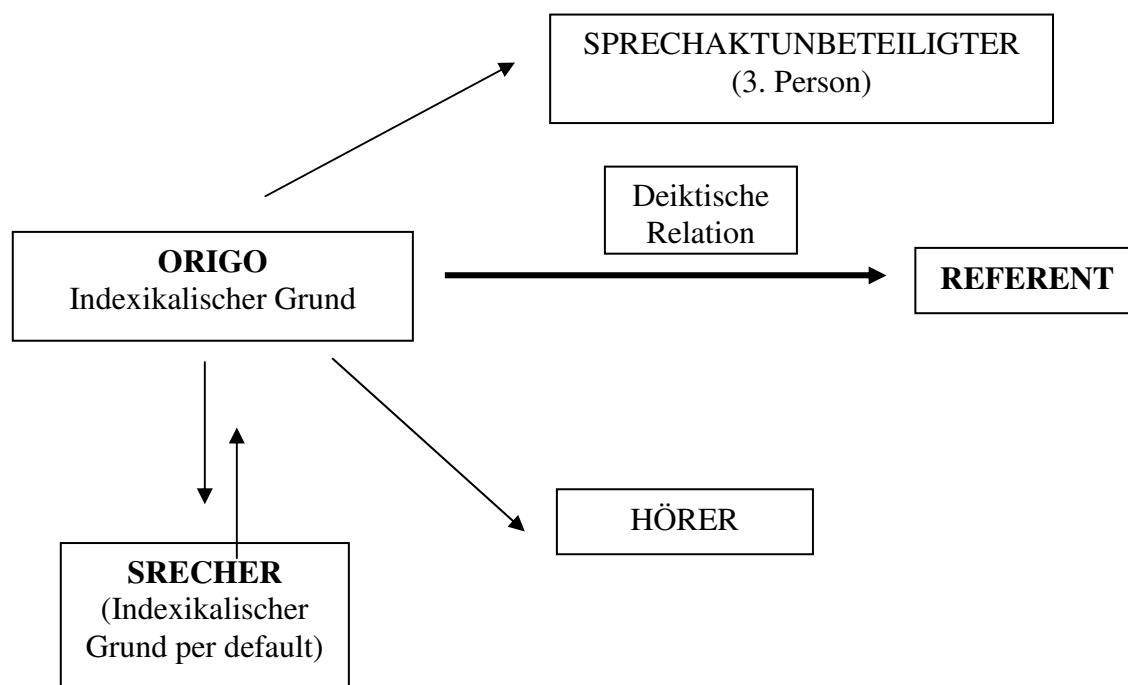 SPRECHAKTUNBETEILIGTER
(3. Person)
Deiktische
Relation
ORIGO
Indexikalischer Grund
REFERENT
HÖRER
SRECHER
(Indexikalischer
Grund per default)